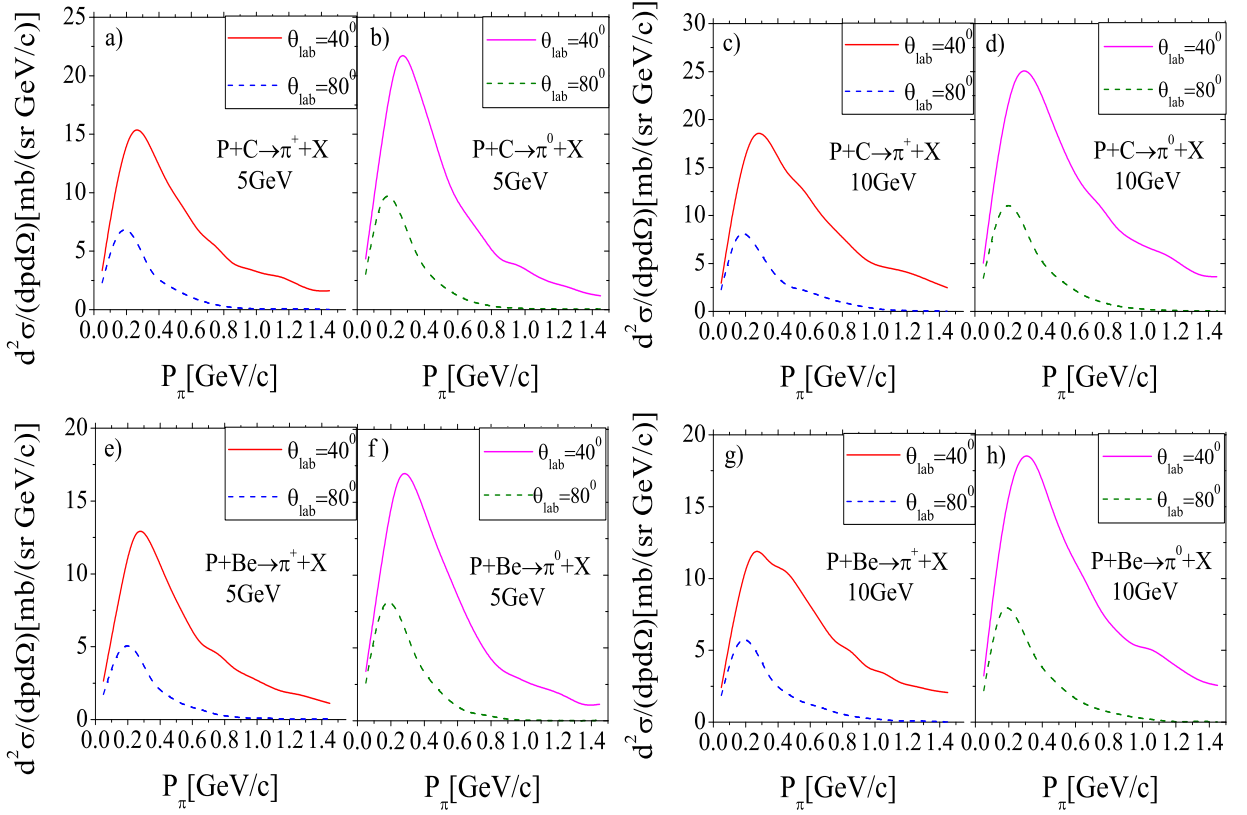 a)
θlab=40⁰
θlab=80⁰
P+C→π⁺+X
5GeV
b)
θlab=40⁰
θlab=80⁰
P+C→π⁰+X
5GeV
d²σ/(dpdΩ)[mb/(sr GeV/c)]
25
20
15
10
5
0
0.0 0.2 0.4 0.6 0.8 1.0 1.2 0.0 0.2 0.4 0.6 0.8 1.0 1.2 1.4
Pπ[GeV/c]
Pπ[GeV/c]
c)
θlab=40⁰
θlab=80⁰
P+C→π⁺+X
10GeV
d)
θlab=40⁰
θlab=80⁰
P+C→π⁰+X
10GeV
d²σ/(dpdΩ)[mb/(sr GeV/c)]
30
25
20
15
10
5
0
0.0 0.2 0.4 0.6 0.8 1.0 1.2 0.0 0.2 0.4 0.6 0.8 1.0 1.2 1.4
Pπ[GeV/c]
Pπ[GeV/c]
e)
θlab=40⁰
θlab=80⁰
P+Be→π⁺+X
5GeV
f)
θlab=40⁰
θlab=80⁰
P+Be→π⁰+X
5GeV
d²σ/(dpdΩ)[mb/(sr GeV/c)]
20
15
10
5
0
0.0 0.2 0.4 0.6 0.8 1.0 1.2 0.0 0.2 0.4 0.6 0.8 1.0 1.2 1.4
Pπ[GeV/c]
Pπ[GeV/c]
g)
θlab=40⁰
θlab=80⁰
P+Be→π⁺+X
10GeV
h)
θlab=40⁰
θlab=80⁰
P+Be→π⁰+X
10GeV
d²σ/(dpdΩ)[mb/(sr GeV/c)]
20
15
10
5
0
0.0 0.2 0.4 0.6 0.8 1.0 1.2 0.0 0.2 0.4 0.6 0.8 1.0 1.2 1.4
Pπ[GeV/c]
Pπ[GeV/c]